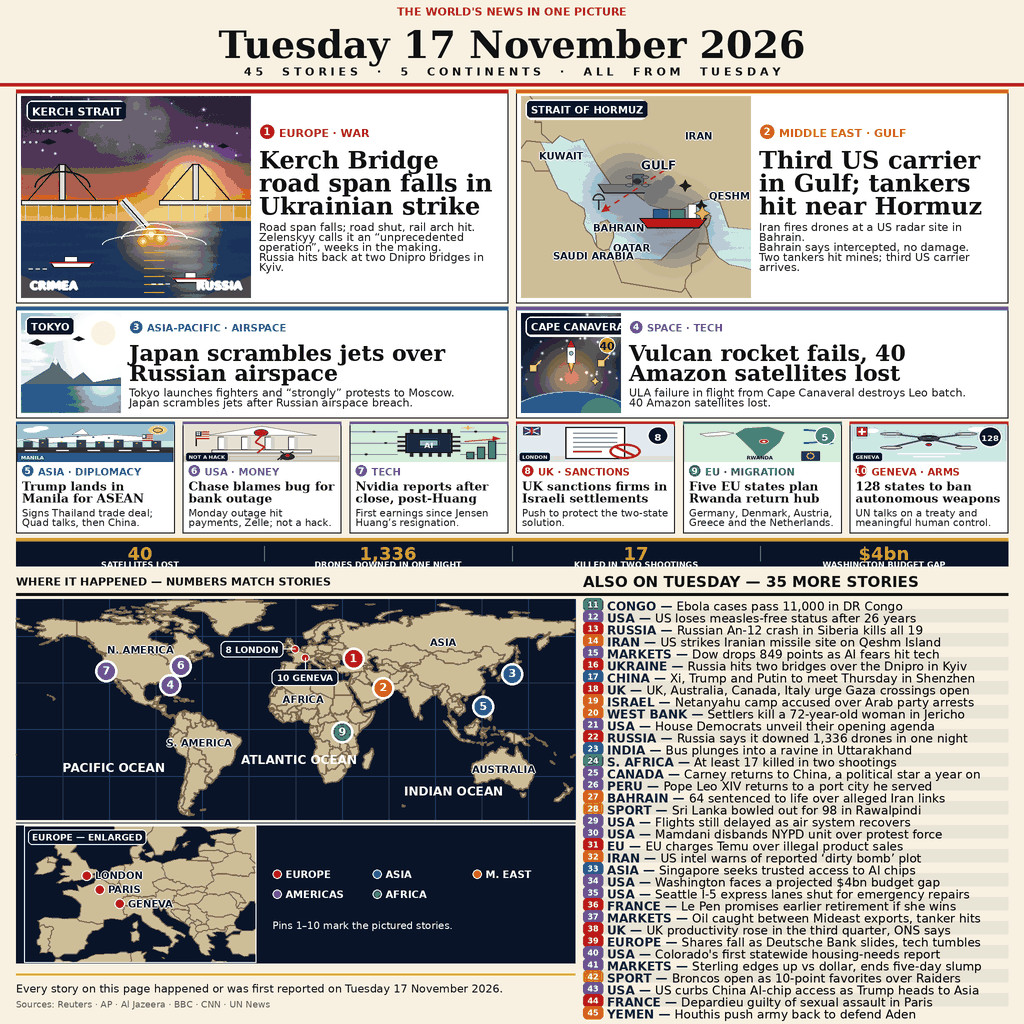 THE WORLD'S NEWS IN ONE PICTURE
Tuesday 17 November 2026
45 STORIES · 5 CONTINENTS · ALL FROM TUESDAY
KERCH STRAIT
CRIMEA
RUSSIA
1 EUROPE · WAR
Kerch Bridge
road span falls in
Ukrainian strike
Road span falls; road shut, rail arch hit.
Zelenskyy calls it an “unprecedented
operation”, weeks in the making.
Russia hits back at two Dnipro bridges in
Kyiv.
STRAIT OF HORMUZ
IRAN
KUWAIT
GULF
QESHM
BAHRAIN
QATAR
SAUDI ARABIA
2 MIDDLE EAST · GULF
Third US carrier
in Gulf; tankers
hit near Hormuz
Iran fires drones at a US radar site in
Bahrain.
Bahrain says intercepted, no damage.
Two tankers hit mines; third US carrier
arrives.
TOKYO
3 ASIA-PACIFIC · AIRSPACE
Japan scrambles jets over
Russian airspace
Tokyo launches fighters and “strongly” protests to Moscow.
Japan scrambles jets after Russian airspace breach.
CAPE CANAVERA
40
4 SPACE · TECH
Vulcan rocket fails, 40
Amazon satellites lost
ULA failure in flight from Cape Canaveral destroys Leo batch.
40 Amazon satellites lost.
MANILA
5 ASIA · DIPLOMACY
Trump lands in
Manila for ASEAN
Signs Thailand trade deal;
Quad talks, then China.
NOT A HACK
6 USA · MONEY
Chase blames bug for
bank outage
Monday outage hit
payments, Zelle; not a hack.
AI
7 TECH
Nvidia reports after
close, post-Huang
First earnings since Jensen
Huang’s resignation.
LONDON
8
8 UK · SANCTIONS
UK sanctions firms in
Israeli settlements
Push to protect the two-state
solution.
RWANDA
5
9 EU · MIGRATION
Five EU states plan
Rwanda return hub
Germany, Denmark, Austria,
Greece and the Netherlands.
GENEVA
128
10 GENEVA · ARMS
128 states to ban
autonomous weapons
UN talks on a treaty and
meaningful human control.
40
SATELLITES LOST
1,336
DRONES DOWNED IN ONE NIGHT
17
KILLED IN TWO SHOOTINGS
$4bn
WASHINGTON BUDGET GAP
WHERE IT HAPPENED — NUMBERS MATCH STORIES
N. AMERICA
8 LONDON
ASIA
1
7
6
4
10 GENEVA
2
3
AFRICA
5
9
S. AMERICA
ATLANTIC OCEAN
PACIFIC OCEAN
AUSTRALIA
INDIAN OCEAN
EUROPE — ENLARGED
LONDON
PARIS
GENEVA
EUROPE
ASIA
M. EAST
AMERICAS
AFRICA
Pins 1–10 mark the pictured stories.
Every story on this page happened or was first reported on Tuesday 17 November 2026.
Sources: Reuters · AP · Al Jazeera · BBC · CNN · UN News
ALSO ON TUESDAY — 35 MORE STORIES
11 CONGO — Ebola cases pass 11,000 in DR Congo
12 USA — US loses measles-free status after 26 years
13 RUSSIA — Russian An-12 crash in Siberia kills all 19
14 IRAN — US strikes Iranian missile site on Qeshm Island
15 MARKETS — Dow drops 849 points as AI fears hit tech
16 UKRAINE — Russia hits two bridges over the Dnipro in Kyiv
17 CHINA — Xi, Trump and Putin to meet Thursday in Shenzhen
18 UK — UK, Australia, Canada, Italy urge Gaza crossings open
19 ISRAEL — Netanyahu camp accused over Arab party arrests
20 WEST BANK — Settlers kill a 72-year-old woman in Jericho
21 USA — House Democrats unveil their opening agenda
22 RUSSIA — Russia says it downed 1,336 drones in one night
23 INDIA — Bus plunges into a ravine in Uttarakhand
24 S. AFRICA — At least 17 killed in two shootings
25 CANADA — Carney returns to China, a political star a year on
26 PERU — Pope Leo XIV returns to a port city he served
27 BAHRAIN — 64 sentenced to life over alleged Iran links
28 SPORT — Sri Lanka bowled out for 98 in Rawalpindi
29 USA — Flights still delayed as air system recovers
30 USA — Mamdani disbands NYPD unit over protest force
31 EU — EU charges Temu over illegal product sales
32 IRAN — US intel warns of reported ‘dirty bomb’ plot
33 ASIA — Singapore seeks trusted access to AI chips
34 USA — Washington faces a projected $4bn budget gap
35 USA — Seattle I-5 express lanes shut for emergency repairs
36 FRANCE — Le Pen promises earlier retirement if she wins
37 MARKETS — Oil caught between Mideast exports, tanker hits
38 UK — UK productivity rose in the third quarter, ONS says
39 EUROPE — Shares fall as Deutsche Bank slides, tech tumbles
40 USA — Colorado's first statewide housing-needs report
41 MARKETS — Sterling edges up vs dollar, ends five-day slump
42 SPORT — Broncos open as 10-point favorites over Raiders
43 USA — US curbs China AI-chip access as Trump heads to Asia
44 FRANCE — Depardieu guilty of sexual assault in Paris
45 YEMEN — Houthis push army back to defend Aden